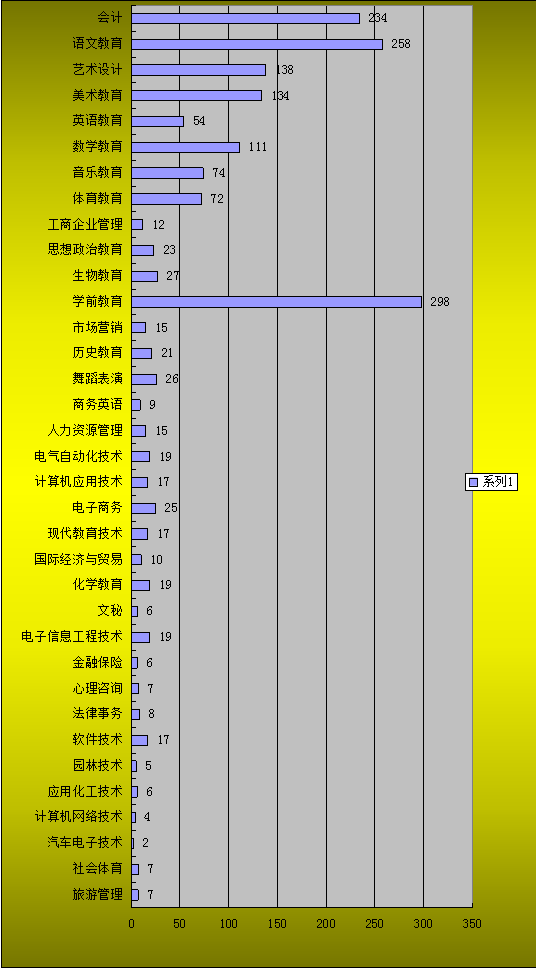 会计 234
语文教育 258
艺术设计 138
美术教育 134
英语教育 54
数学教育 111
音乐教育 74
体育教育 72
工商企业管理 12
思想政治教育 23
生物教育 27
学前教育 298
市场营销 15
历史教育 21
舞蹈表演 26
商务英语 9
人力资源管理 15
电气自动化技术 19
计算机应用技术 17
电子商务 25
现代教育技术 17
国际经济与贸易 10
化学教育 19
文秘 6
电子信息工程技术 19
金融保险 6
心理咨询 7
法律事务 8
软件技术 17
园林技术 5
应用化工技术 6
计算机网络技术 4
汽车电子技术 2
社会体育 7
旅游管理 7
0 50 100 150 200 250 300 350
系列1